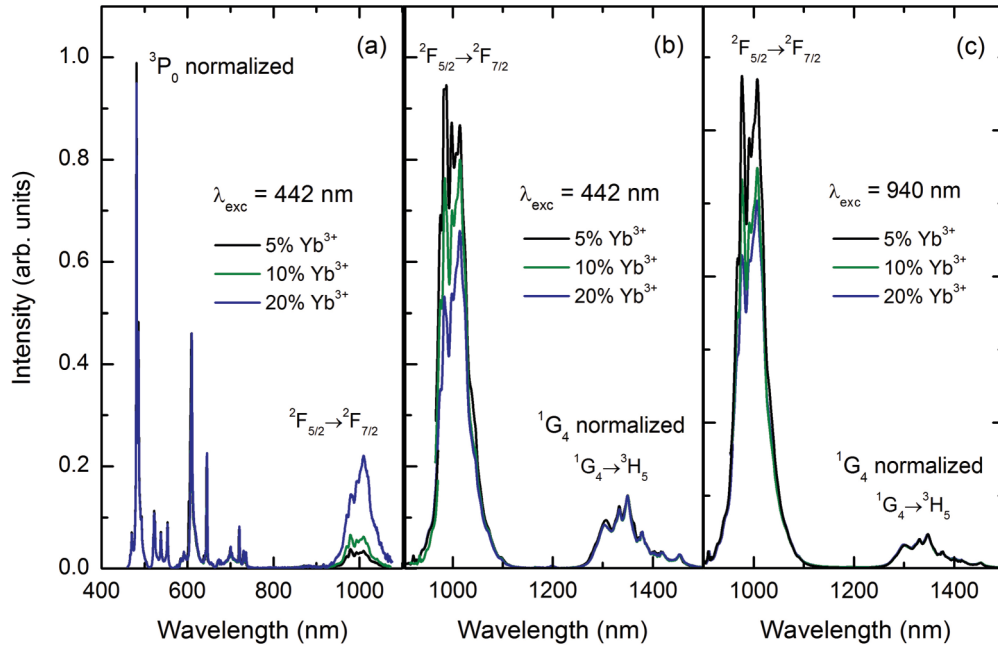 Intensity (arb. units)
1.0
0.8
0.6
0.4
0.2
0.0
(a)
³P₀ normalized
λexc = 442 nm
5% Yb³⁺
10% Yb³⁺
20% Yb³⁺
²F₅/₂→²F₇/₂
400 600 800 1000
Wavelength (nm)
(b)
²F₅/₂→²F₇/₂
λexc = 442 nm
5% Yb³⁺
10% Yb³⁺
20% Yb³⁺
¹G₄ normalized
¹G₄→³H₅
1000 1200 1400
Wavelength (nm)
(c)
²F₅/₂→²F₇/₂
λexc = 940 nm
5% Yb³⁺
10% Yb³⁺
20% Yb³⁺
¹G₄ normalized
¹G₄→³H₅
1000 1200 1400
Wavelength (nm)